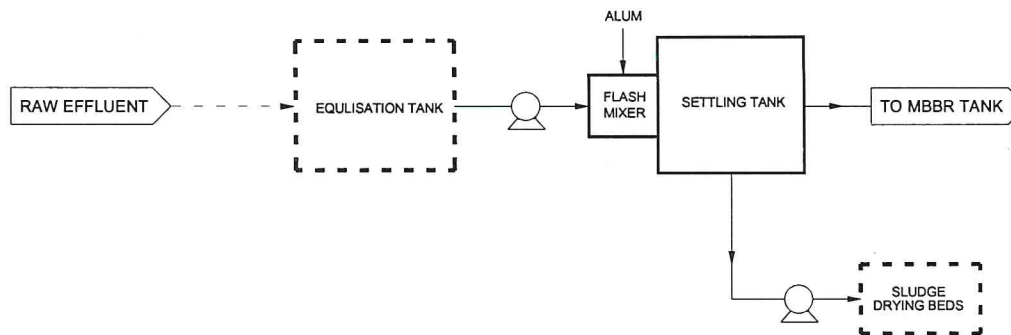 ALUM
RAW EFFLUENT
EQULISATION TANK
FLASH
MIXER
SETTLING TANK
TO MBBR TANK
SLUDGE
DRYING BEDS